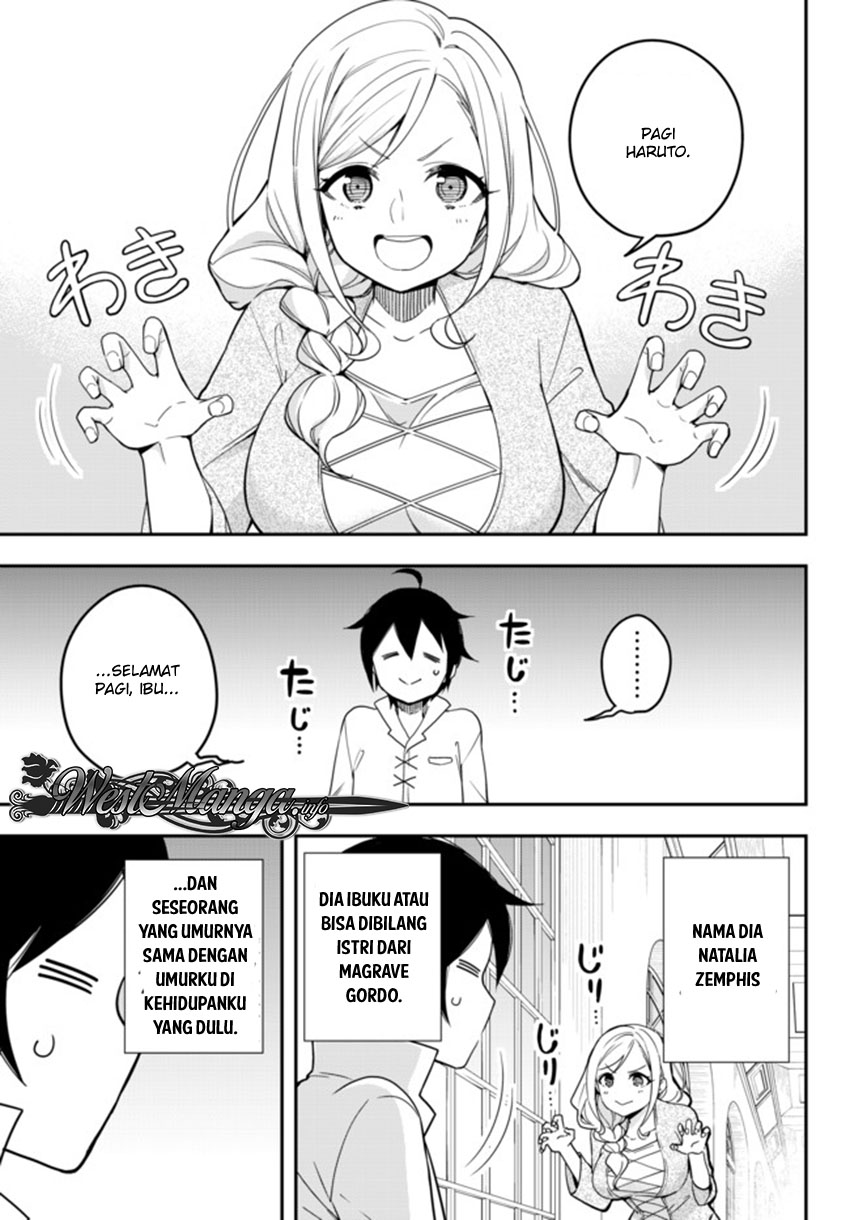 PAGI
HARUTO.
わき
わき
........
たじ...
たじ...
...SELAMAT
PAGI, IBU...
WestManga.info
NAMA DIA
NATALIA
ZEMPHIS
じり...
じり...
DIA IBUKU ATAU
BISA DIBILANG
ISTRI DARI
MAGRAVE
GORDO.
...DAN
SESEORANG
YANG UMURNYA
SAMA DENGAN
UMURKU DI
KEHIDUPANKU
YANG DULU.